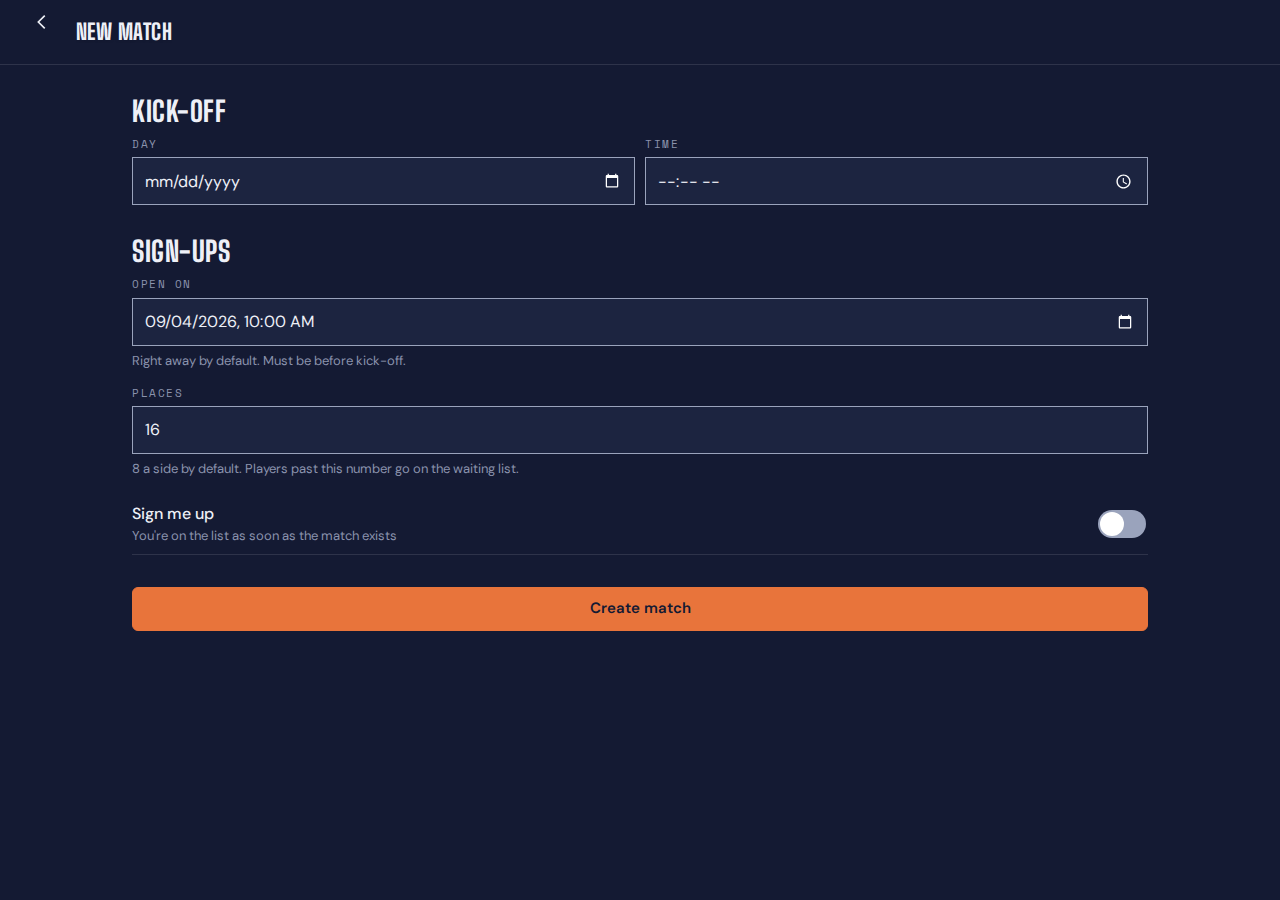 NEW MATCH
KICK-OFF
DAY
TIME
mm/dd/yyyy
--:-- --
SIGN-UPS
OPEN ON
09/04/2026, 10:00 AM
Right away by default. Must be before kick-off.
PLACES
16
8 a side by default. Players past this number go on the waiting list.
Sign me up
You're on the list as soon as the match exists
Create match